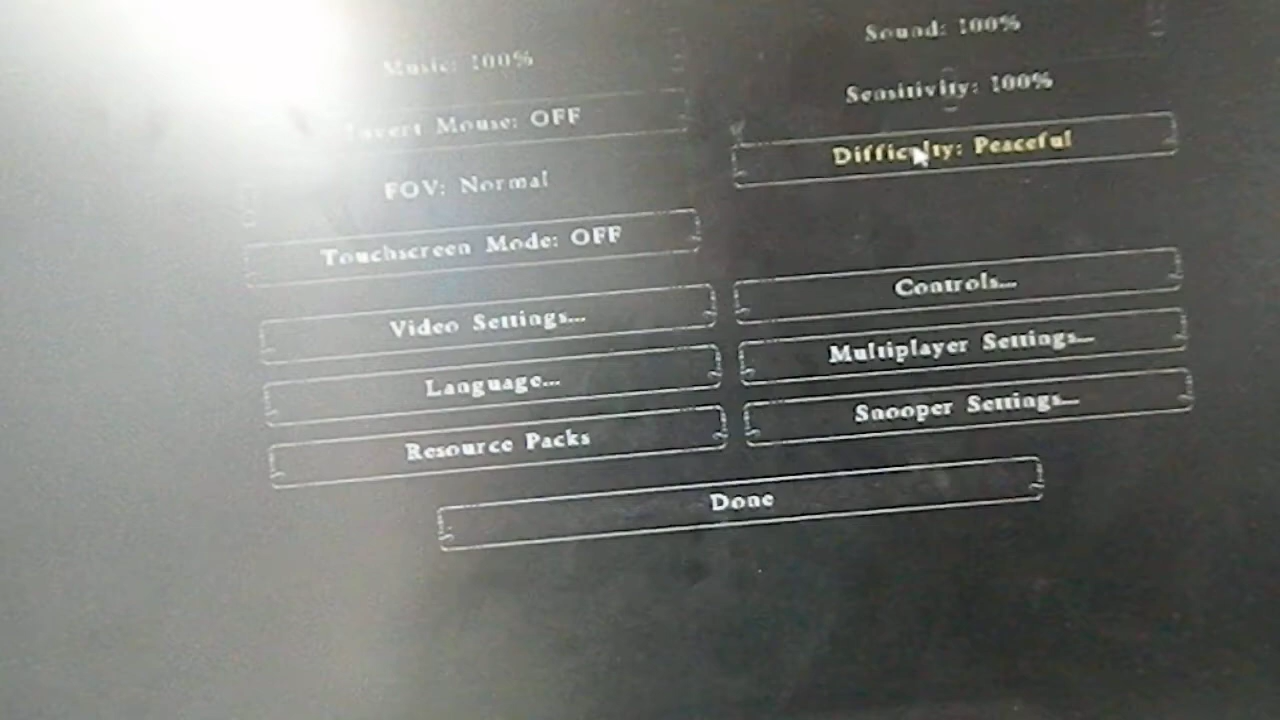 Music: 100%
Sound: 100%
Invert Mouse: OFF
Sensitivity: 100%
FOV: Normal
Difficulty: Peaceful
Touchscreen Mode: OFF
Video Settings...
Controls...
Language...
Multiplayer Settings...
Resource Packs
Snooper Settings...
Done